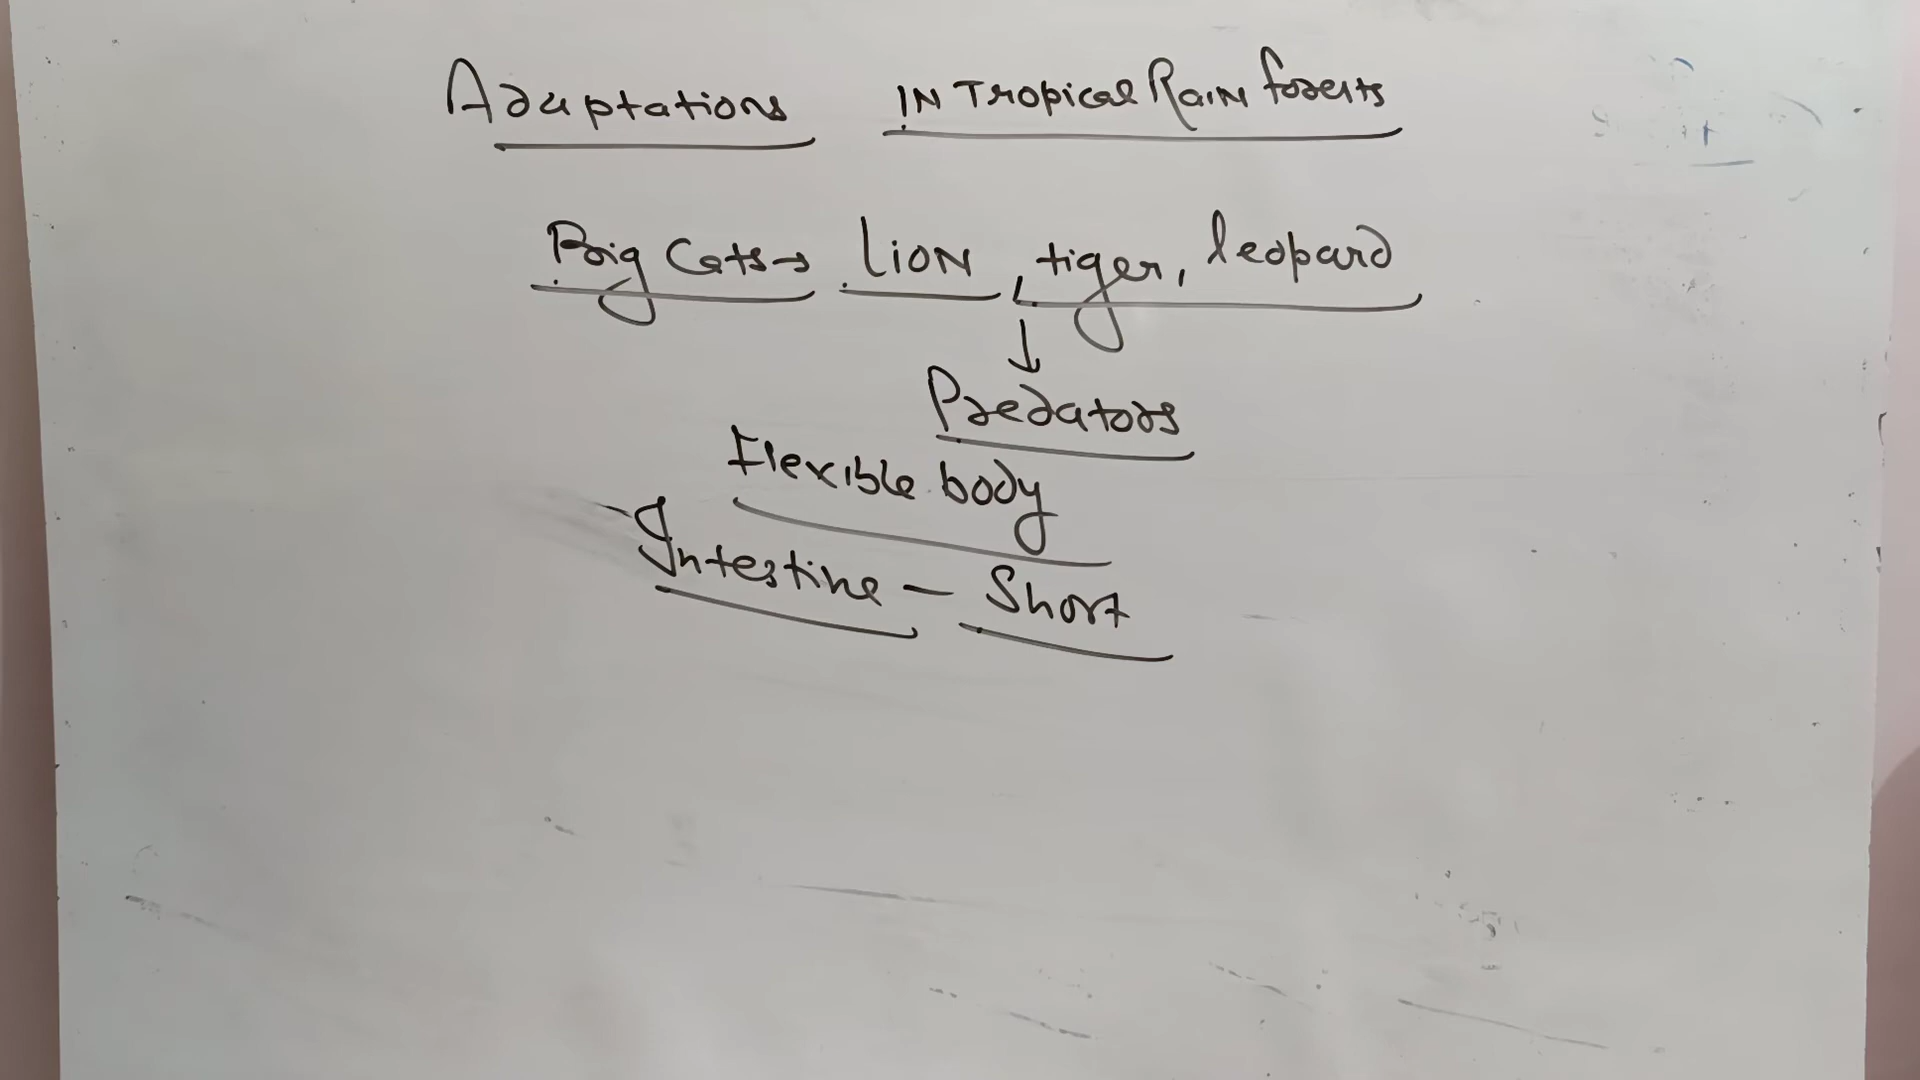 Adaptations IN Tropical Rain forests
Big Cats → Lion, tiger, leopard
↓
Predators
Flexible body
Intestine – Short